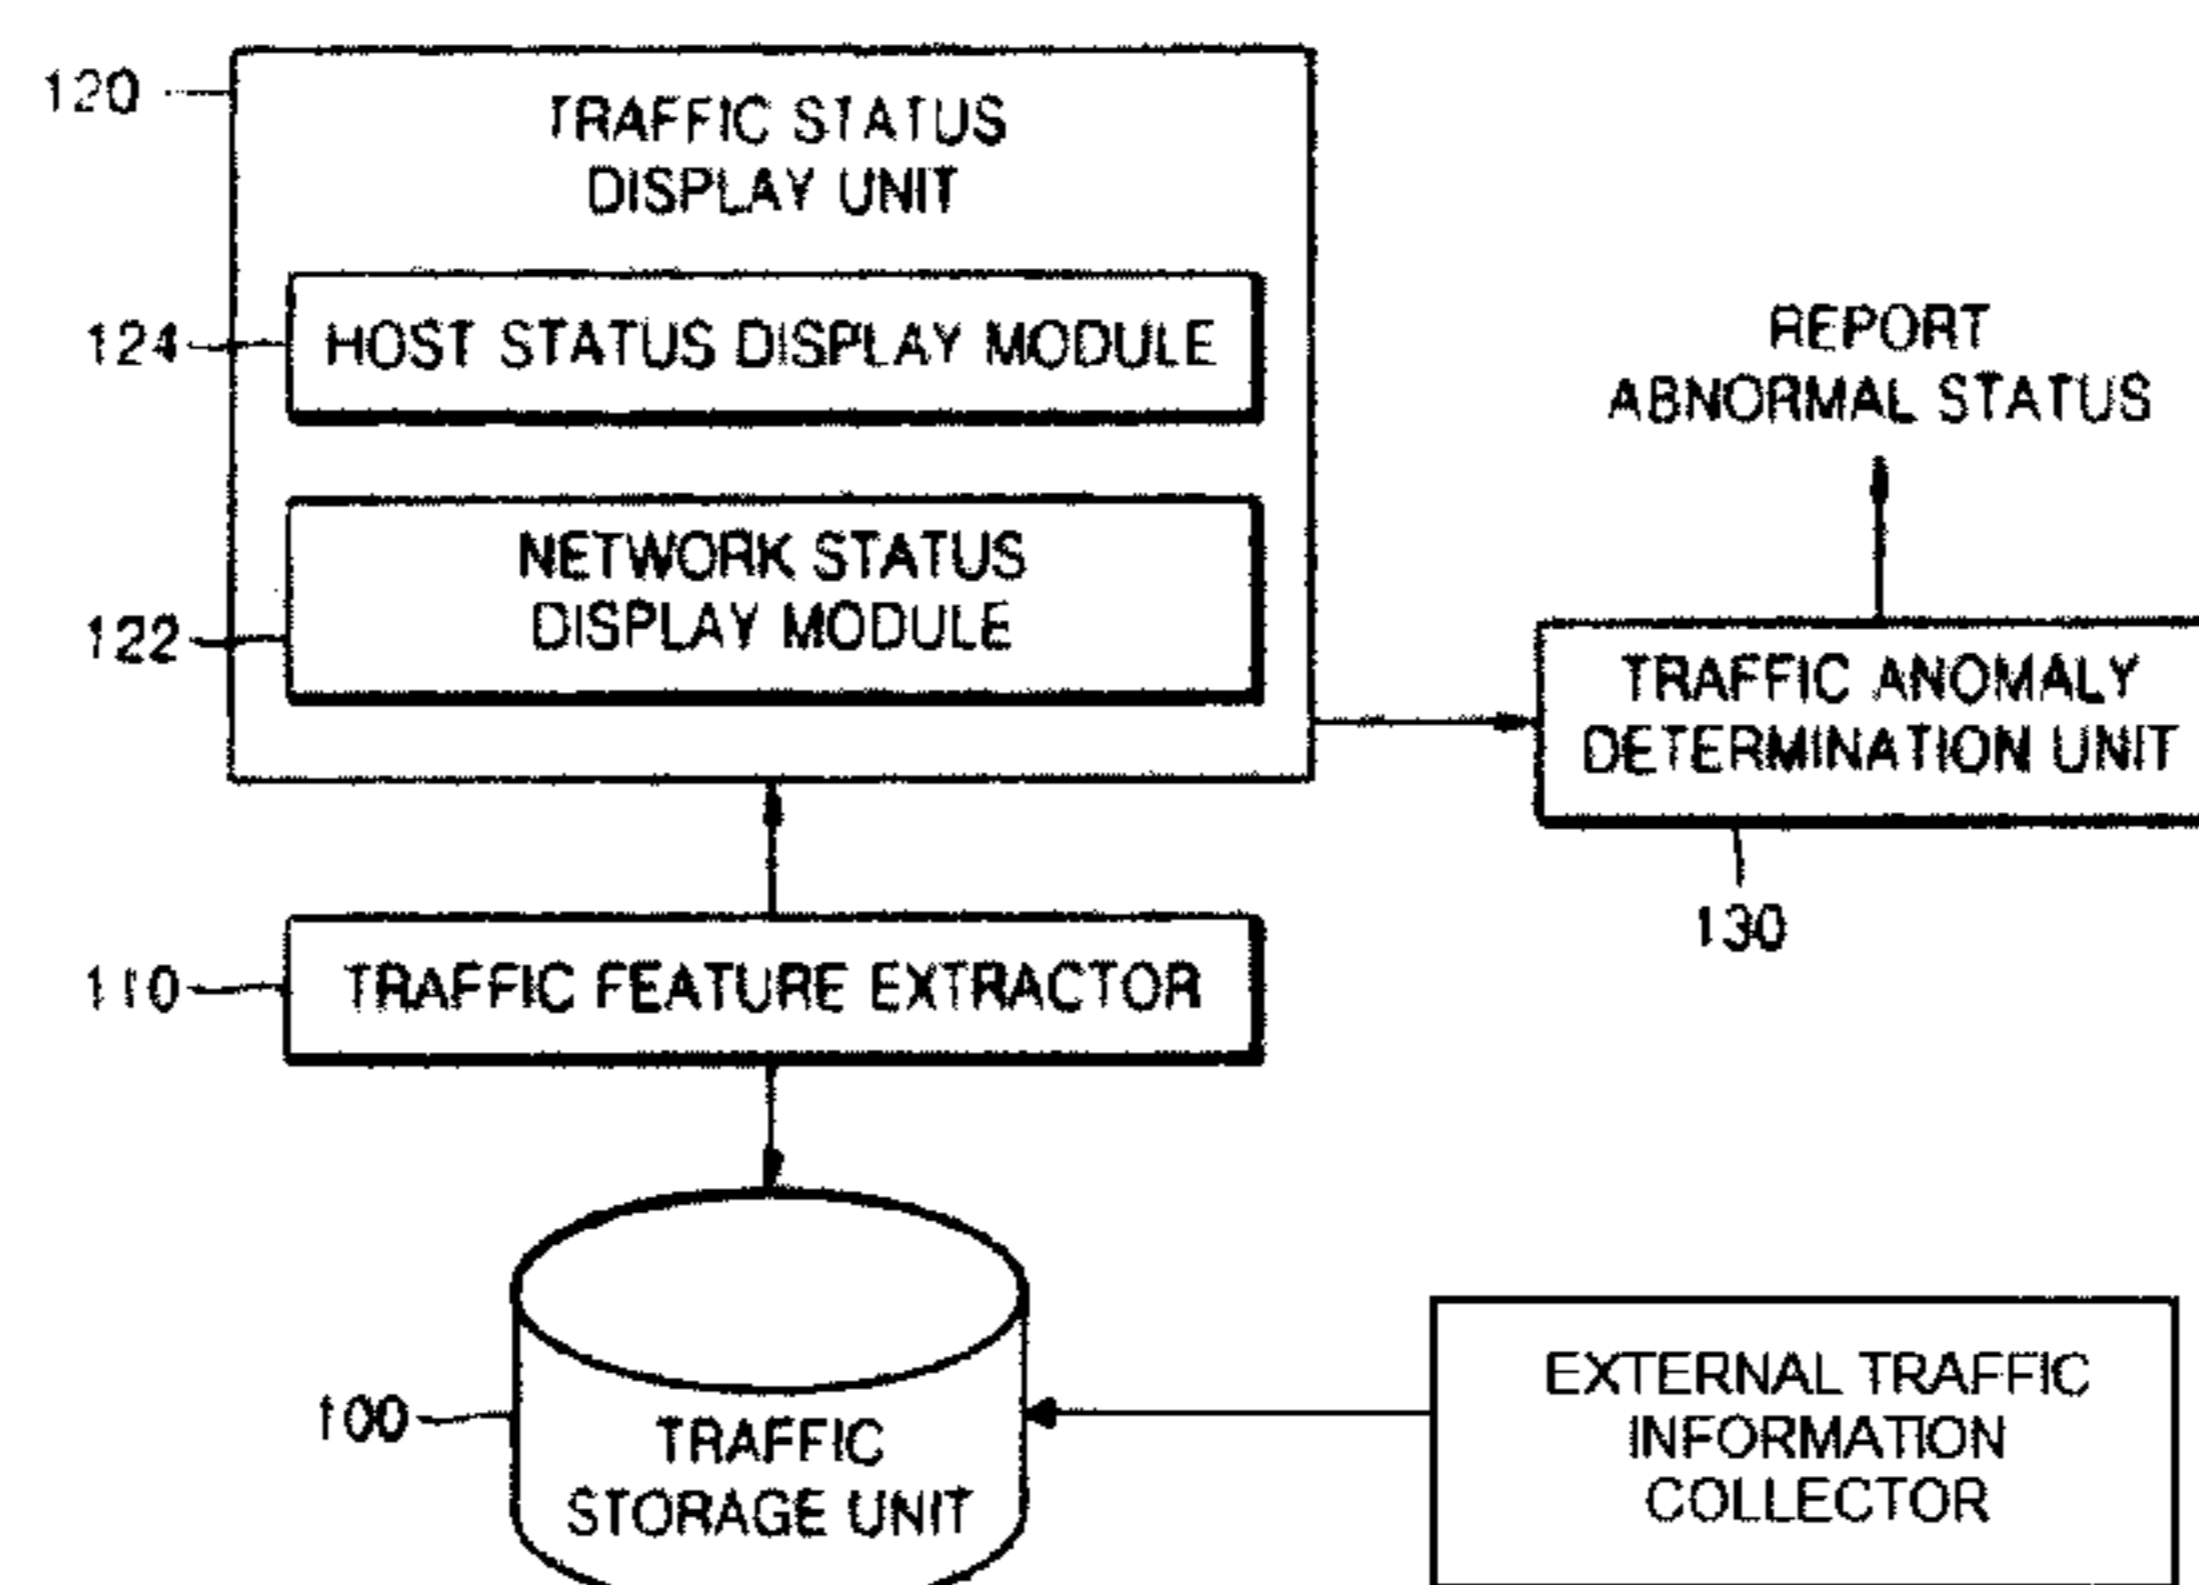 120
TRAFFIC STATUS
DISPLAY UNIT
124
HOST STATUS DISPLAY MODULE
REPORT
ABNORMAL STATUS
122
NETWORK STATUS
DISPLAY MODULE
TRAFFIC ANOMALY
DETERMINATION UNIT
130
110
TRAFFIC FEATURE EXTRACTOR
100
TRAFFIC
STORAGE UNIT
EXTERNAL TRAFFIC
INFORMATION
COLLECTOR